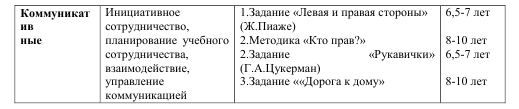 Коммуникат
ив
ные
Инициативное
сотрудничество,
планирование учебного
сотрудничества,
взаимодействие,
управление
коммуникацией
1.Задание «Левая и правая стороны»
(Ж.Пиаже)
2.Методика «Кто прав?»
2.Задание «Рукавички»
(Г.А.Цукерман)
3.Задание ««Дорога к дому»
6,5-7 лет
8-10 лет
6,5-7 лет
8-10 лет